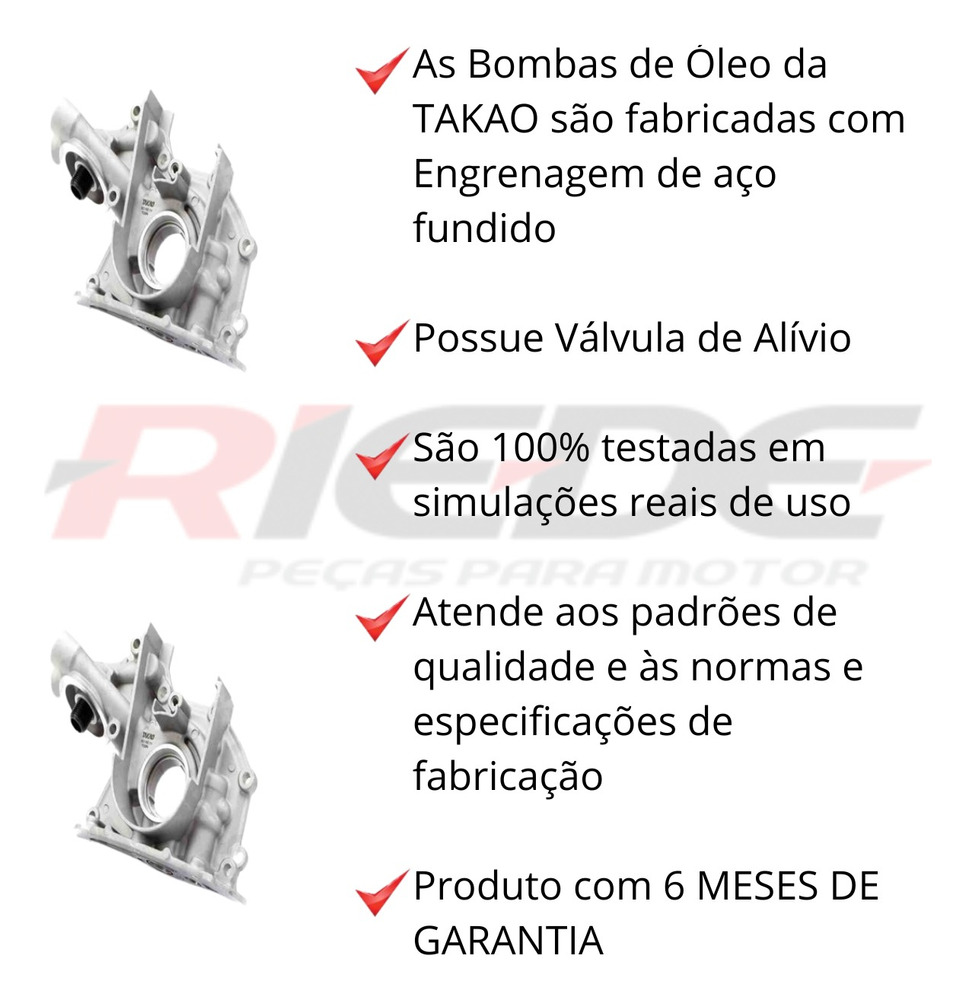 As Bombas de Óleo da
TAKAO são fabricadas com
Engrenagem de aço
fundido
Possue Válvula de Alívio
São 100% testadas em
simulações reais de uso
RIEDE
PEÇAS PARA MOTOR
Atende aos padrões de
qualidade e às normas e
especificações de
fabricação
Produto com 6 MESES DE
GARANTIA